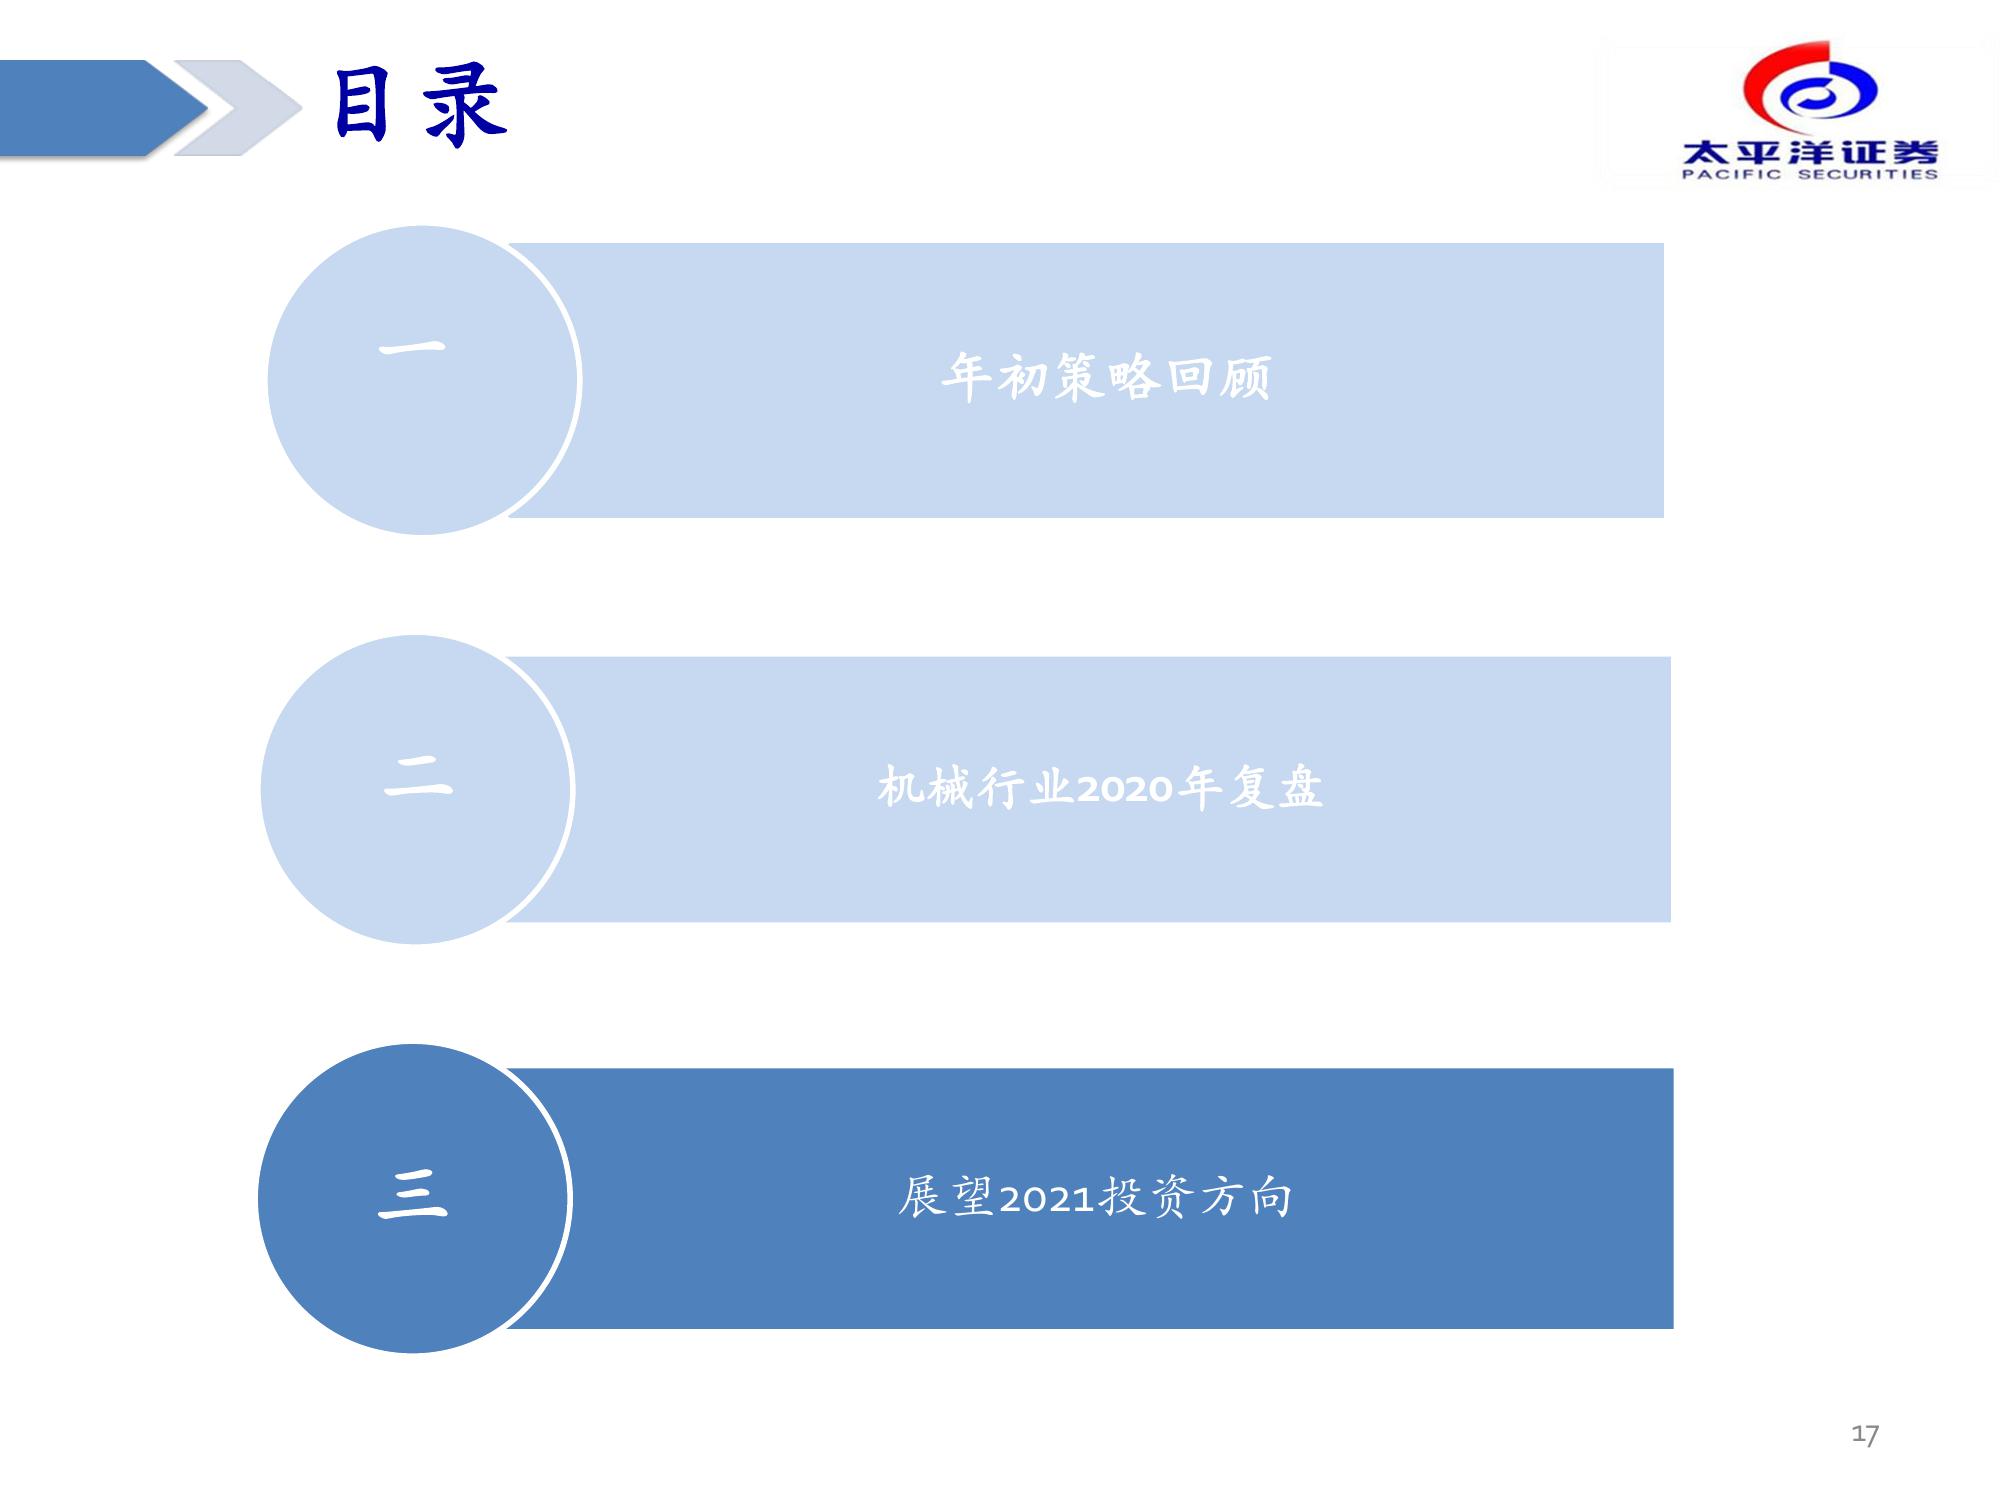 目录
太平洋证券
PACIFIC SECURITIES
一
年初策略回顾
二
机械行业2020年复盘
三
展望2021投资方向
17